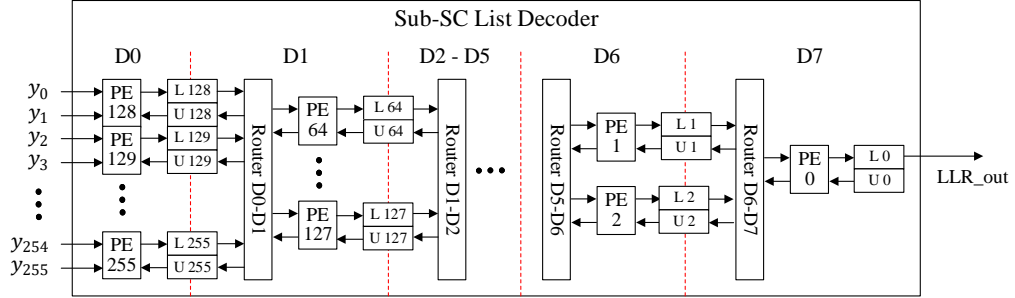 Sub-SC List Decoder
D0
D1
D2 - D5
D6
D7
y0
y1
y2
y3
y254
y255
PE
128
PE
129
PE
255
L 128
U 128
L 129
U 129
L 255
U 255
Router D0-D1
PE
64
PE
127
L 64
U 64
L 127
U 127
Router D1-D2
Router D5-D6
PE
1
PE
2
L 1
U 1
L 2
U 2
Router D6-D7
PE
0
L 0
U 0
LLR_out